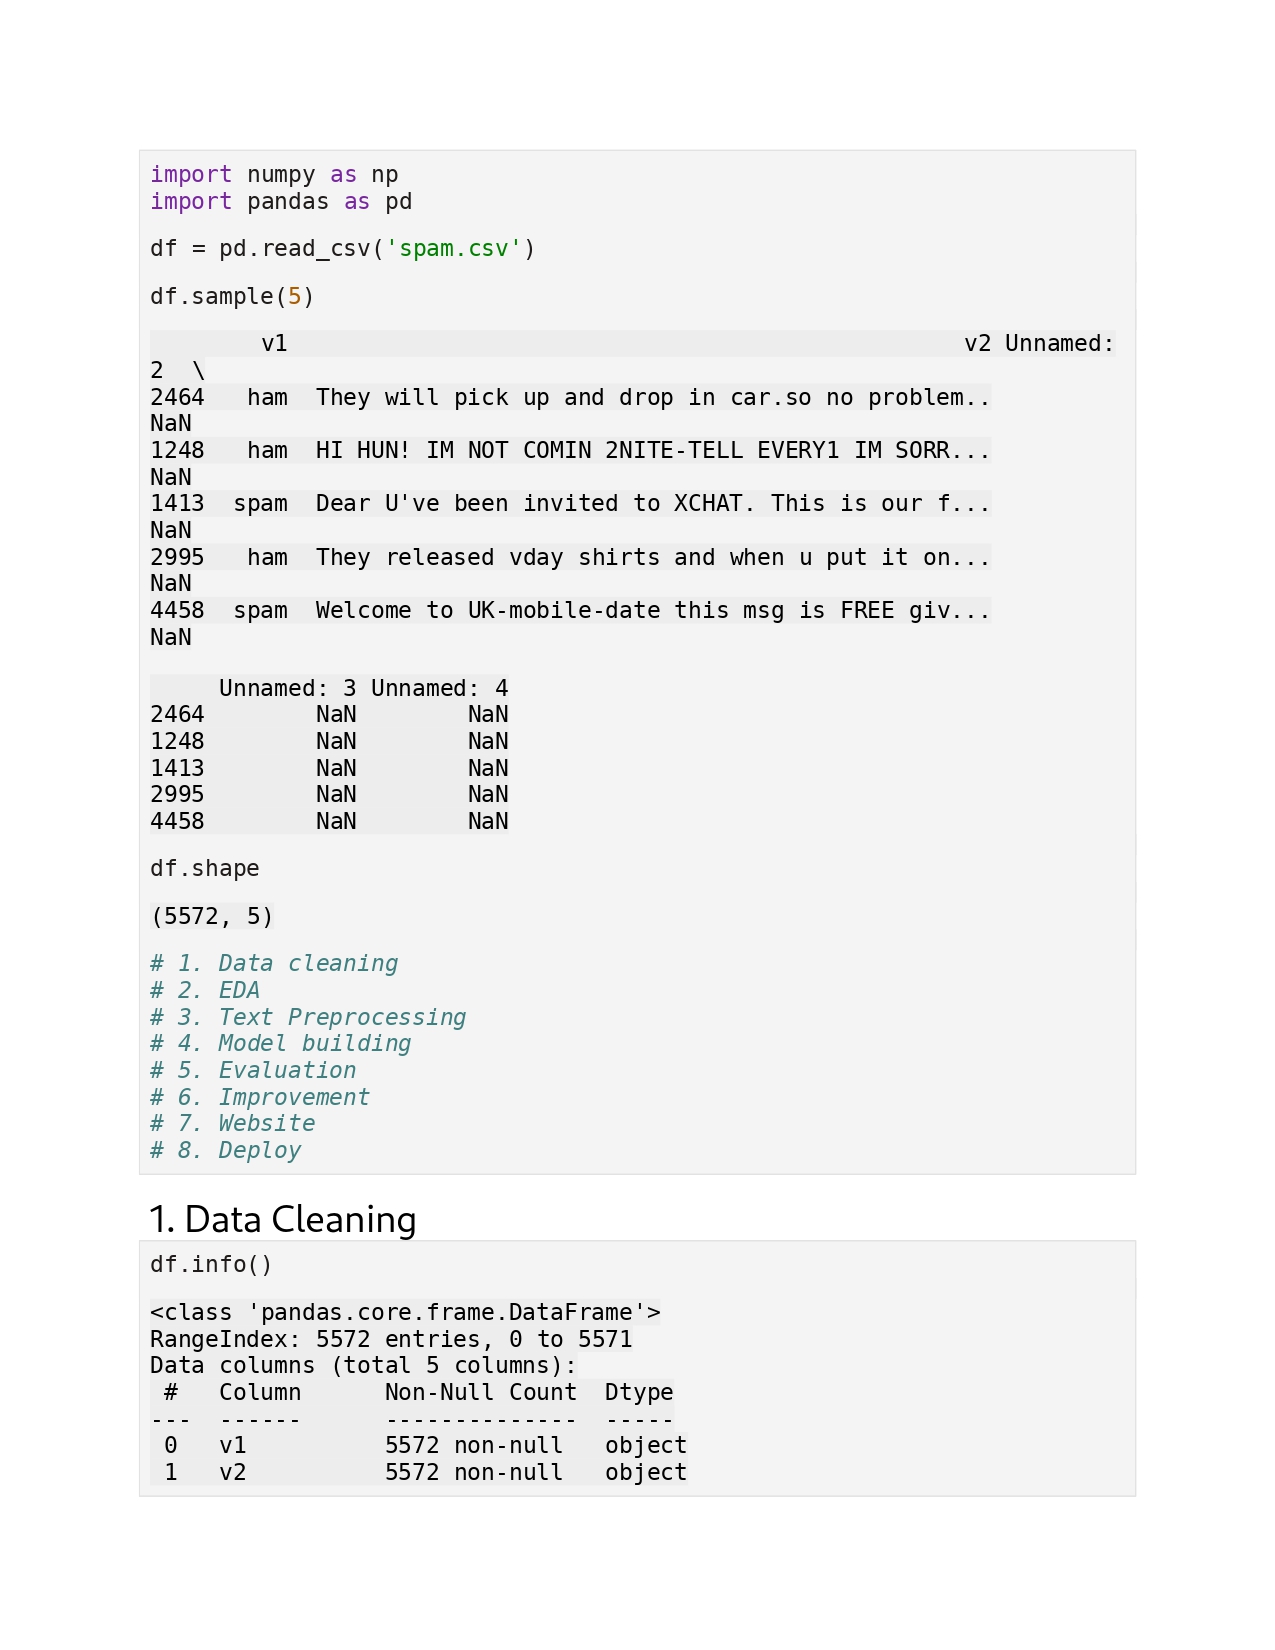 import numpy as np
import pandas as pd
df = pd.read_csv('spam.csv')
df.sample(5)
        v1                                                 v2 Unnamed:
2  \
2464   ham  They will pick up and drop in car.so no problem..
NaN
1248   ham  HI HUN! IM NOT COMIN 2NITE-TELL EVERY1 IM SORR...
NaN
1413  spam  Dear U've been invited to XCHAT. This is our f...
NaN
2995   ham  They released vday shirts and when u put it on...
NaN
4458  spam  Welcome to UK-mobile-date this msg is FREE giv...
NaN
     Unnamed: 3 Unnamed: 4
2464        NaN        NaN
1248        NaN        NaN
1413        NaN        NaN
2995        NaN        NaN
4458        NaN        NaN
df.shape
(5572, 5)
# 1. Data cleaning
# 2. EDA
# 3. Text Preprocessing
# 4. Model building
# 5. Evaluation
# 6. Improvement
# 7. Website
# 8. Deploy
1. Data Cleaning
df.info()
<class 'pandas.core.frame.DataFrame'>
RangeIndex: 5572 entries, 0 to 5571
Data columns (total 5 columns):
 #   Column      Non-Null Count  Dtype
---  ------      --------------  -----
 0   v1          5572 non-null   object
 1   v2          5572 non-null   object